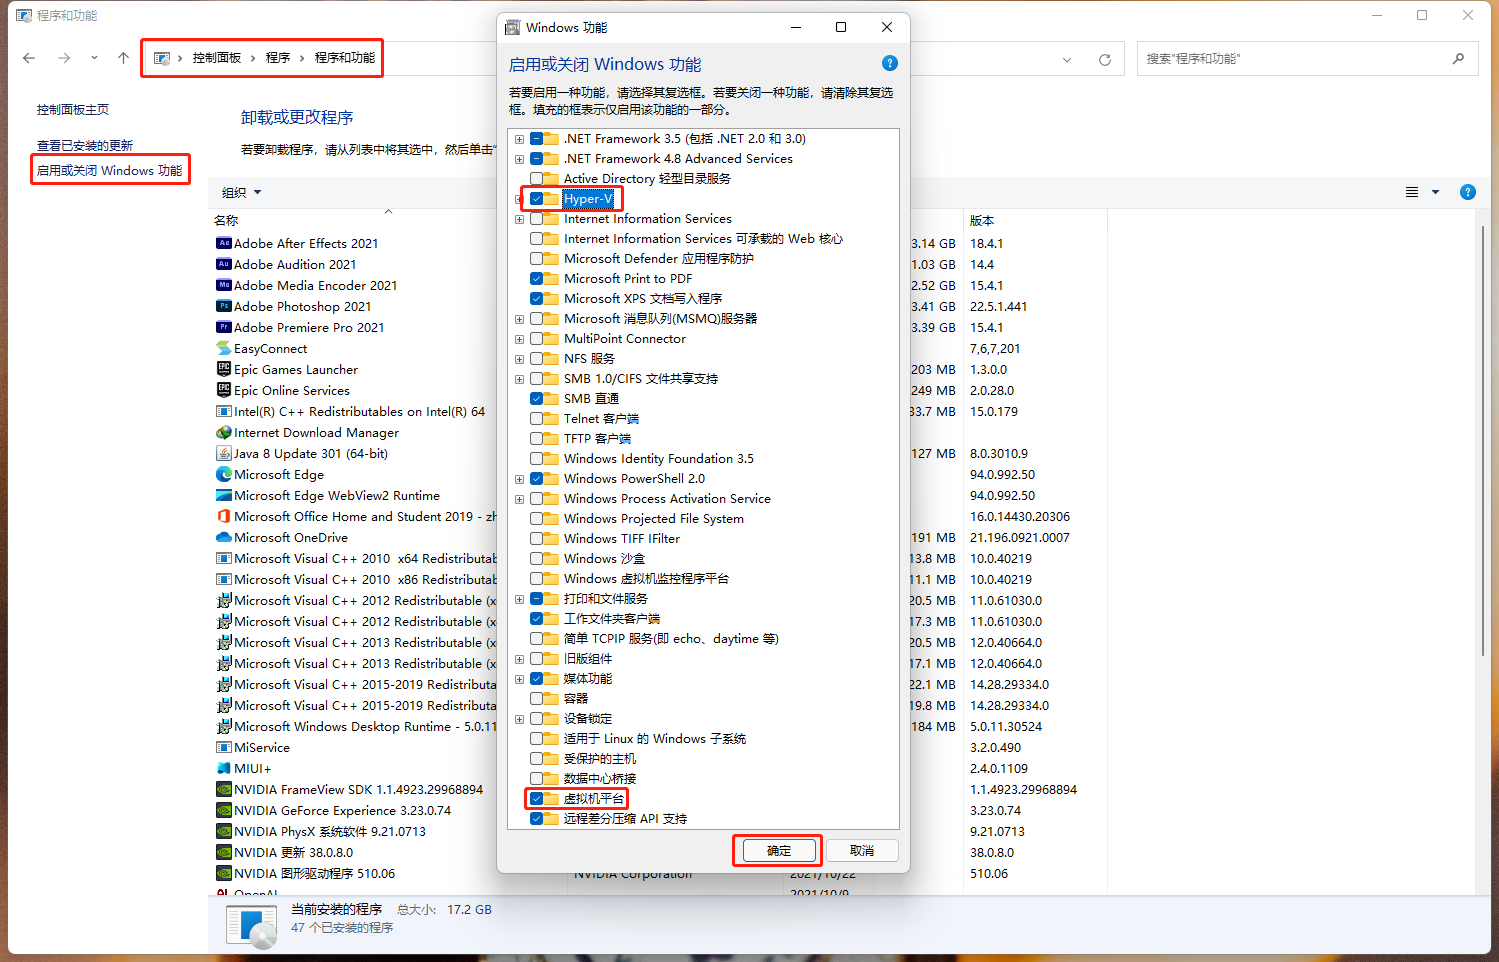 程序和功能
控制面板 › 程序 › 程序和功能
搜索"程序和功能"
控制面板主页
查看已安装的更新
启用或关闭 Windows 功能
卸载或更改程序
若要卸载程序，请从列表中将其选中，然后单击"
组织
名称
版本
Adobe After Effects 2021 3.14 GB 18.4.1
Adobe Audition 2021 1.03 GB 14.4
Adobe Media Encoder 2021 2.52 GB 15.4.1
Adobe Photoshop 2021 3.41 GB 22.5.1.441
Adobe Premiere Pro 2021 3.39 GB 15.4.1
EasyConnect 7,6,7,201
Epic Games Launcher 203 MB 1.3.0.0
Epic Online Services 249 MB 2.0.28.0
Intel(R) C++ Redistributables on Intel(R) 64 33.7 MB 15.0.179
Internet Download Manager
Java 8 Update 301 (64-bit) 127 MB 8.0.3010.9
Microsoft Edge 94.0.992.50
Microsoft Edge WebView2 Runtime 94.0.992.50
Microsoft Office Home and Student 2019 - zh 16.0.14430.20306
Microsoft OneDrive 191 MB 21.196.0921.0007
Microsoft Visual C++ 2010 x64 Redistributab 13.8 MB 10.0.40219
Microsoft Visual C++ 2010 x86 Redistributab 11.1 MB 10.0.40219
Microsoft Visual C++ 2012 Redistributable (x 20.5 MB 11.0.61030.0
Microsoft Visual C++ 2012 Redistributable (x 17.3 MB 11.0.61030.0
Microsoft Visual C++ 2013 Redistributable (x 20.5 MB 12.0.40664.0
Microsoft Visual C++ 2013 Redistributable (x 17.1 MB 12.0.40664.0
Microsoft Visual C++ 2015-2019 Redistributa 22.1 MB 14.28.29334.0
Microsoft Visual C++ 2015-2019 Redistributa 19.8 MB 14.28.29334.0
Microsoft Windows Desktop Runtime - 5.0.11 184 MB 5.0.11.30524
MiService 3.2.0.490
MIUI+ 2.4.0.1109
NVIDIA FrameView SDK 1.1.4923.29968894 1.1.4923.29968894
NVIDIA GeForce Experience 3.23.0.74 3.23.0.74
NVIDIA PhysX 系统软件 9.21.0713 9.21.0713
NVIDIA 更新 38.0.8.0 38.0.8.0
NVIDIA 图形驱动程序 510.06 NVIDIA Corporation 2021/10/22 510.06
OpenAL 2021/10/9
当前安装的程序 总大小: 17.2 GB
47 个已安装的程序
Windows 功能
启用或关闭 Windows 功能
若要启用一种功能，请选择其复选框。若要关闭一种功能，请清除其复选
框。填充的框表示仅启用该功能的一部分。
.NET Framework 3.5 (包括 .NET 2.0 和 3.0)
.NET Framework 4.8 Advanced Services
Active Directory 轻型目录服务
Hyper-V
Internet Information Services
Internet Information Services 可承载的 Web 核心
Microsoft Defender 应用程序防护
Microsoft Print to PDF
Microsoft XPS 文档写入程序
Microsoft 消息队列(MSMQ)服务器
MultiPoint Connector
NFS 服务
SMB 1.0/CIFS 文件共享支持
SMB 直通
Telnet 客户端
TFTP 客户端
Windows Identity Foundation 3.5
Windows PowerShell 2.0
Windows Process Activation Service
Windows Projected File System
Windows TIFF IFilter
Windows 沙盒
Windows 虚拟机监控程序平台
打印和文件服务
工作文件夹客户端
简单 TCPIP 服务(即 echo、daytime 等)
旧版组件
媒体功能
容器
设备锁定
适用于 Linux 的 Windows 子系统
受保护的主机
数据中心桥接
虚拟机平台
远程差分压缩 API 支持
确定
取消